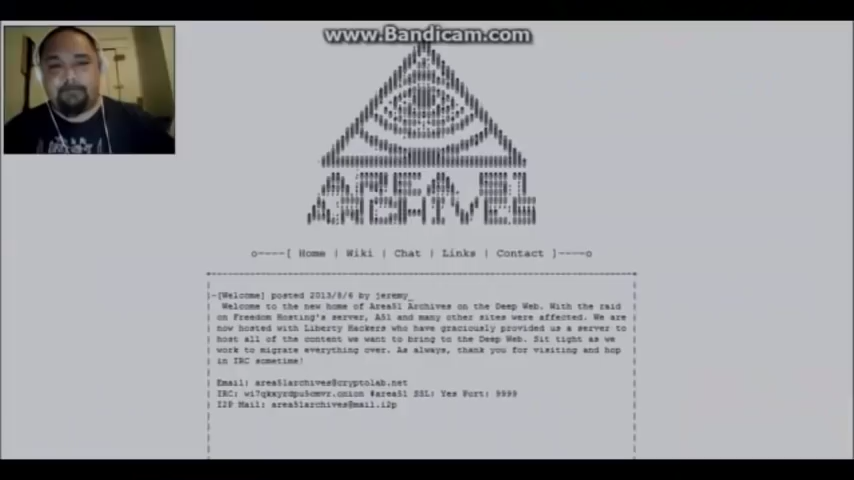 www.Bandicam.com
AREA 51
ARCHIVES
o----[ Home | Wiki | Chat | Links | Contact ]----o
-[Welcome] posted 2013/8/6 by jeremy_
Welcome to the new home of Area51 Archives on the Deep Web. With the raid
on Freedom Hosting's server, A51 and many other sites were affected. We are
now hosted with Liberty Hackers who have graciously provided us a server to
host all of the content we want to bring to the Deep Web. Sit tight as we
work to migrate everything over. As always, thank you for visiting and hop
in IRC sometime!
Email: area51archives@cryptolab.net
IRC: #area51 SSL: Yes Port: 9999
I2P Mail: area51archives@mail.i2p